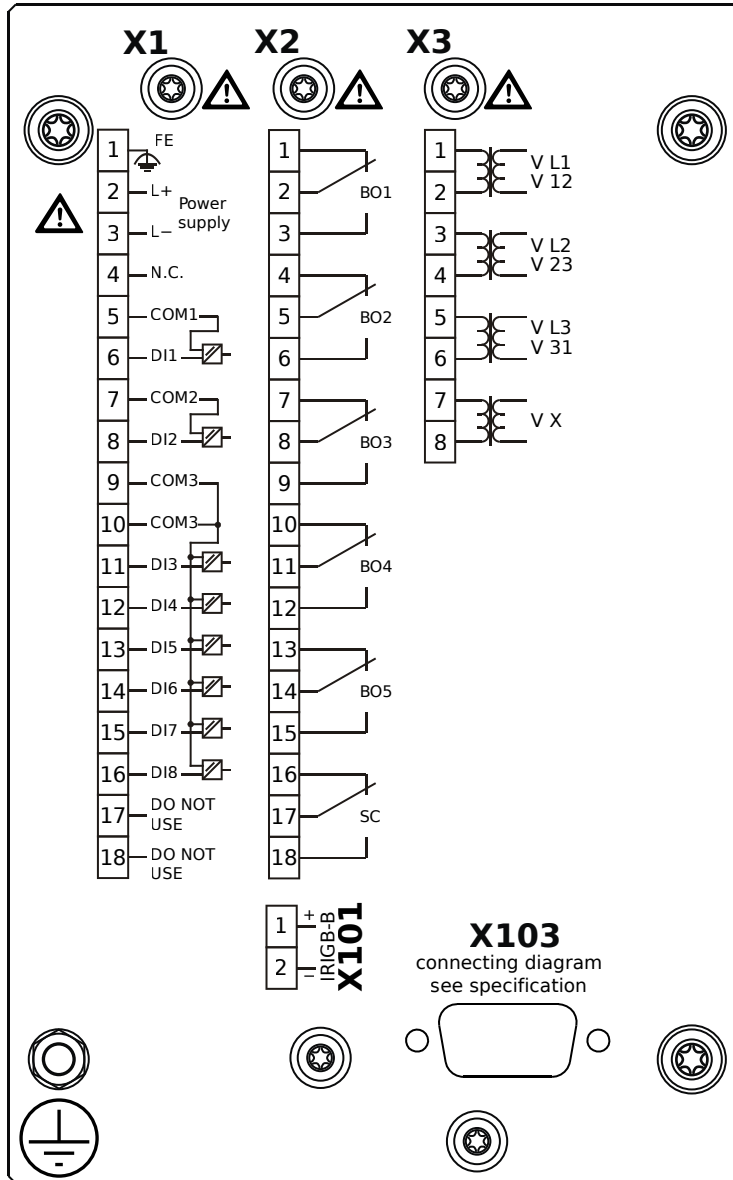 X1
X2
X3
1 FE
2 L+
3 L−
Power
supply
4 N.C.
5 COM1
6 DI1
7 COM2
8 DI2
9 COM3
10 COM3
11 DI3
12 DI4
13 DI5
14 DI6
15 DI7
16 DI8
17 DO NOT
USE
18 DO NOT
USE
1
2 BO1
3
4
5 BO2
6
7
8 BO3
9
10
11 BO4
12
13
14 BO5
15
16
17 SC
18
1
2
V L1
V 12
3
4
V L2
V 23
5
6
V L3
V 31
7
8
V X
1 +
2 −
IRIGB-B
X101
X103
connecting diagram
see specification